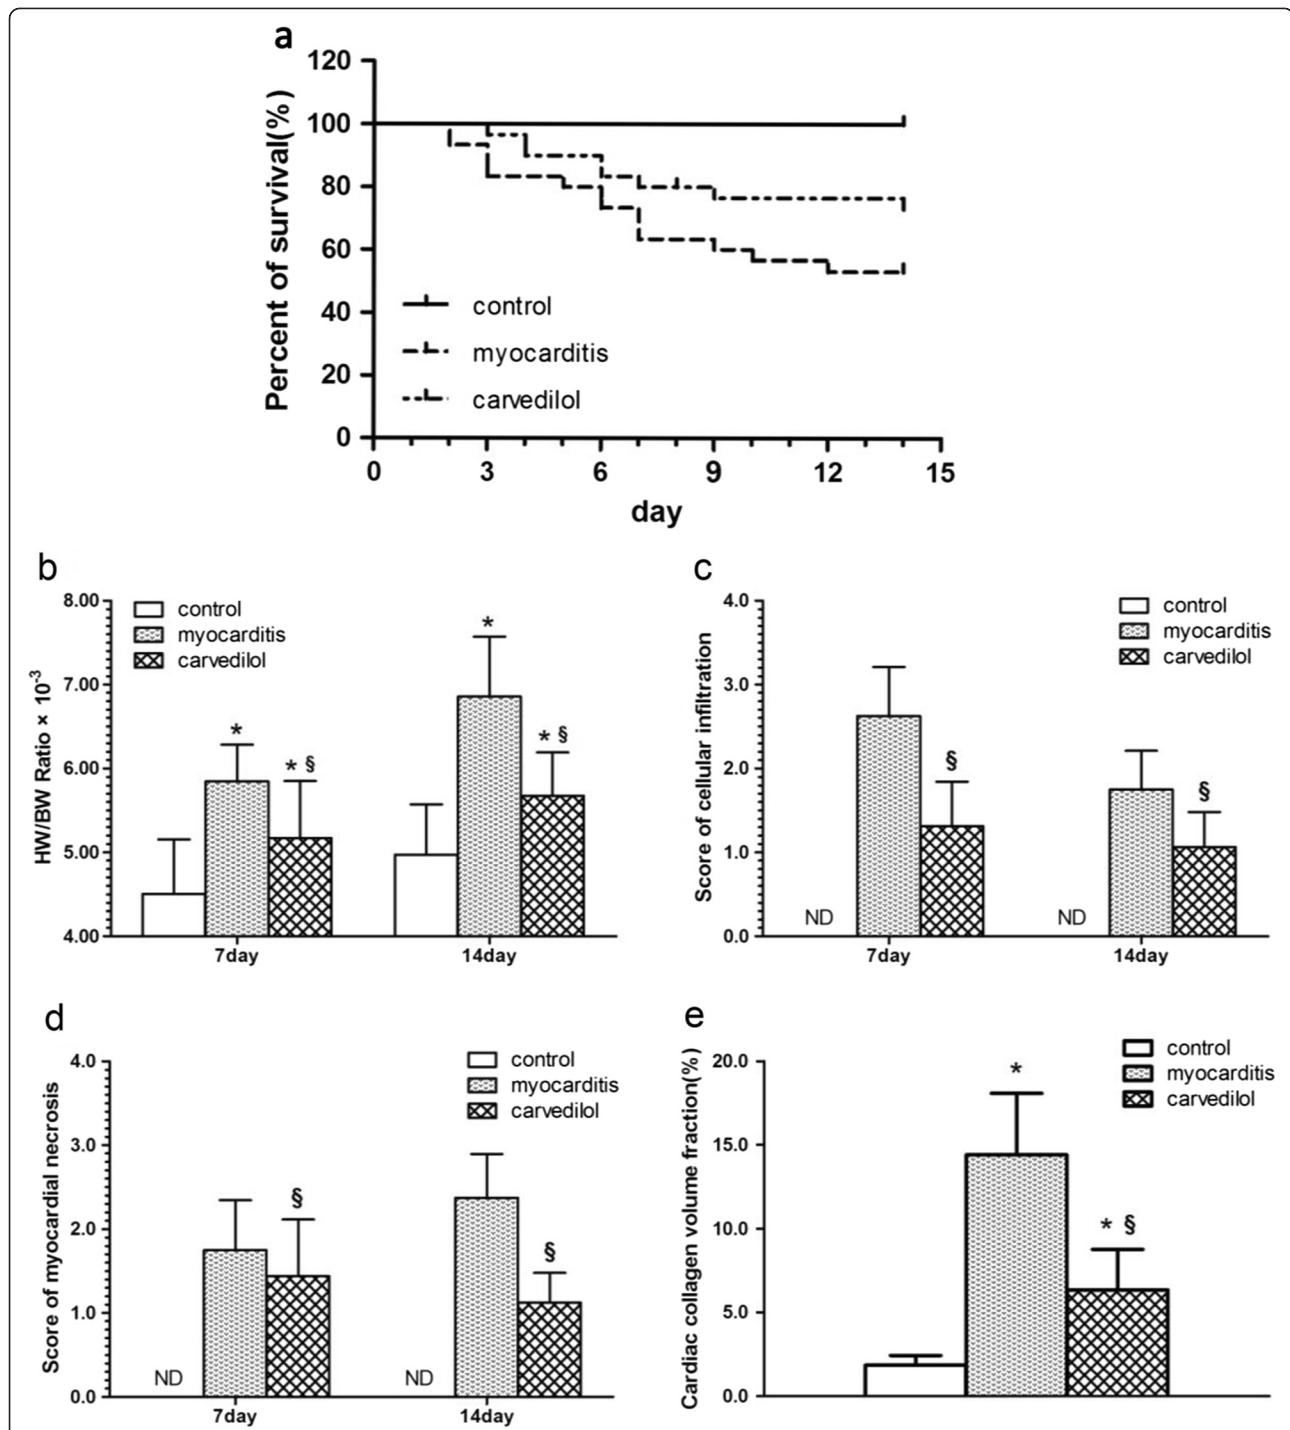 a
120
100
80
60
40
20
0
Percent of survival(%)
control
myocarditis
carvedilol
0 3 6 9 12 15
day
b
8.00
7.00
6.00
5.00
4.00
HW/BW Ratio × 10-3
control
myocarditis
carvedilol
*
* §
*
* §
7day 14day
c
4.0
3.0
2.0
1.0
0.0
Score of cellular infiltration
control
myocarditis
carvedilol
§
§
ND ND
7day 14day
d
4.0
3.0
2.0
1.0
0.0
Score of myocardial necrosis
control
myocarditis
carvedilol
§
§
ND ND
7day 14day
e
20.0
15.0
10.0
5.0
0.0
Cardiac collagen volume fraction(%)
control
myocarditis
carvedilol
*
* §